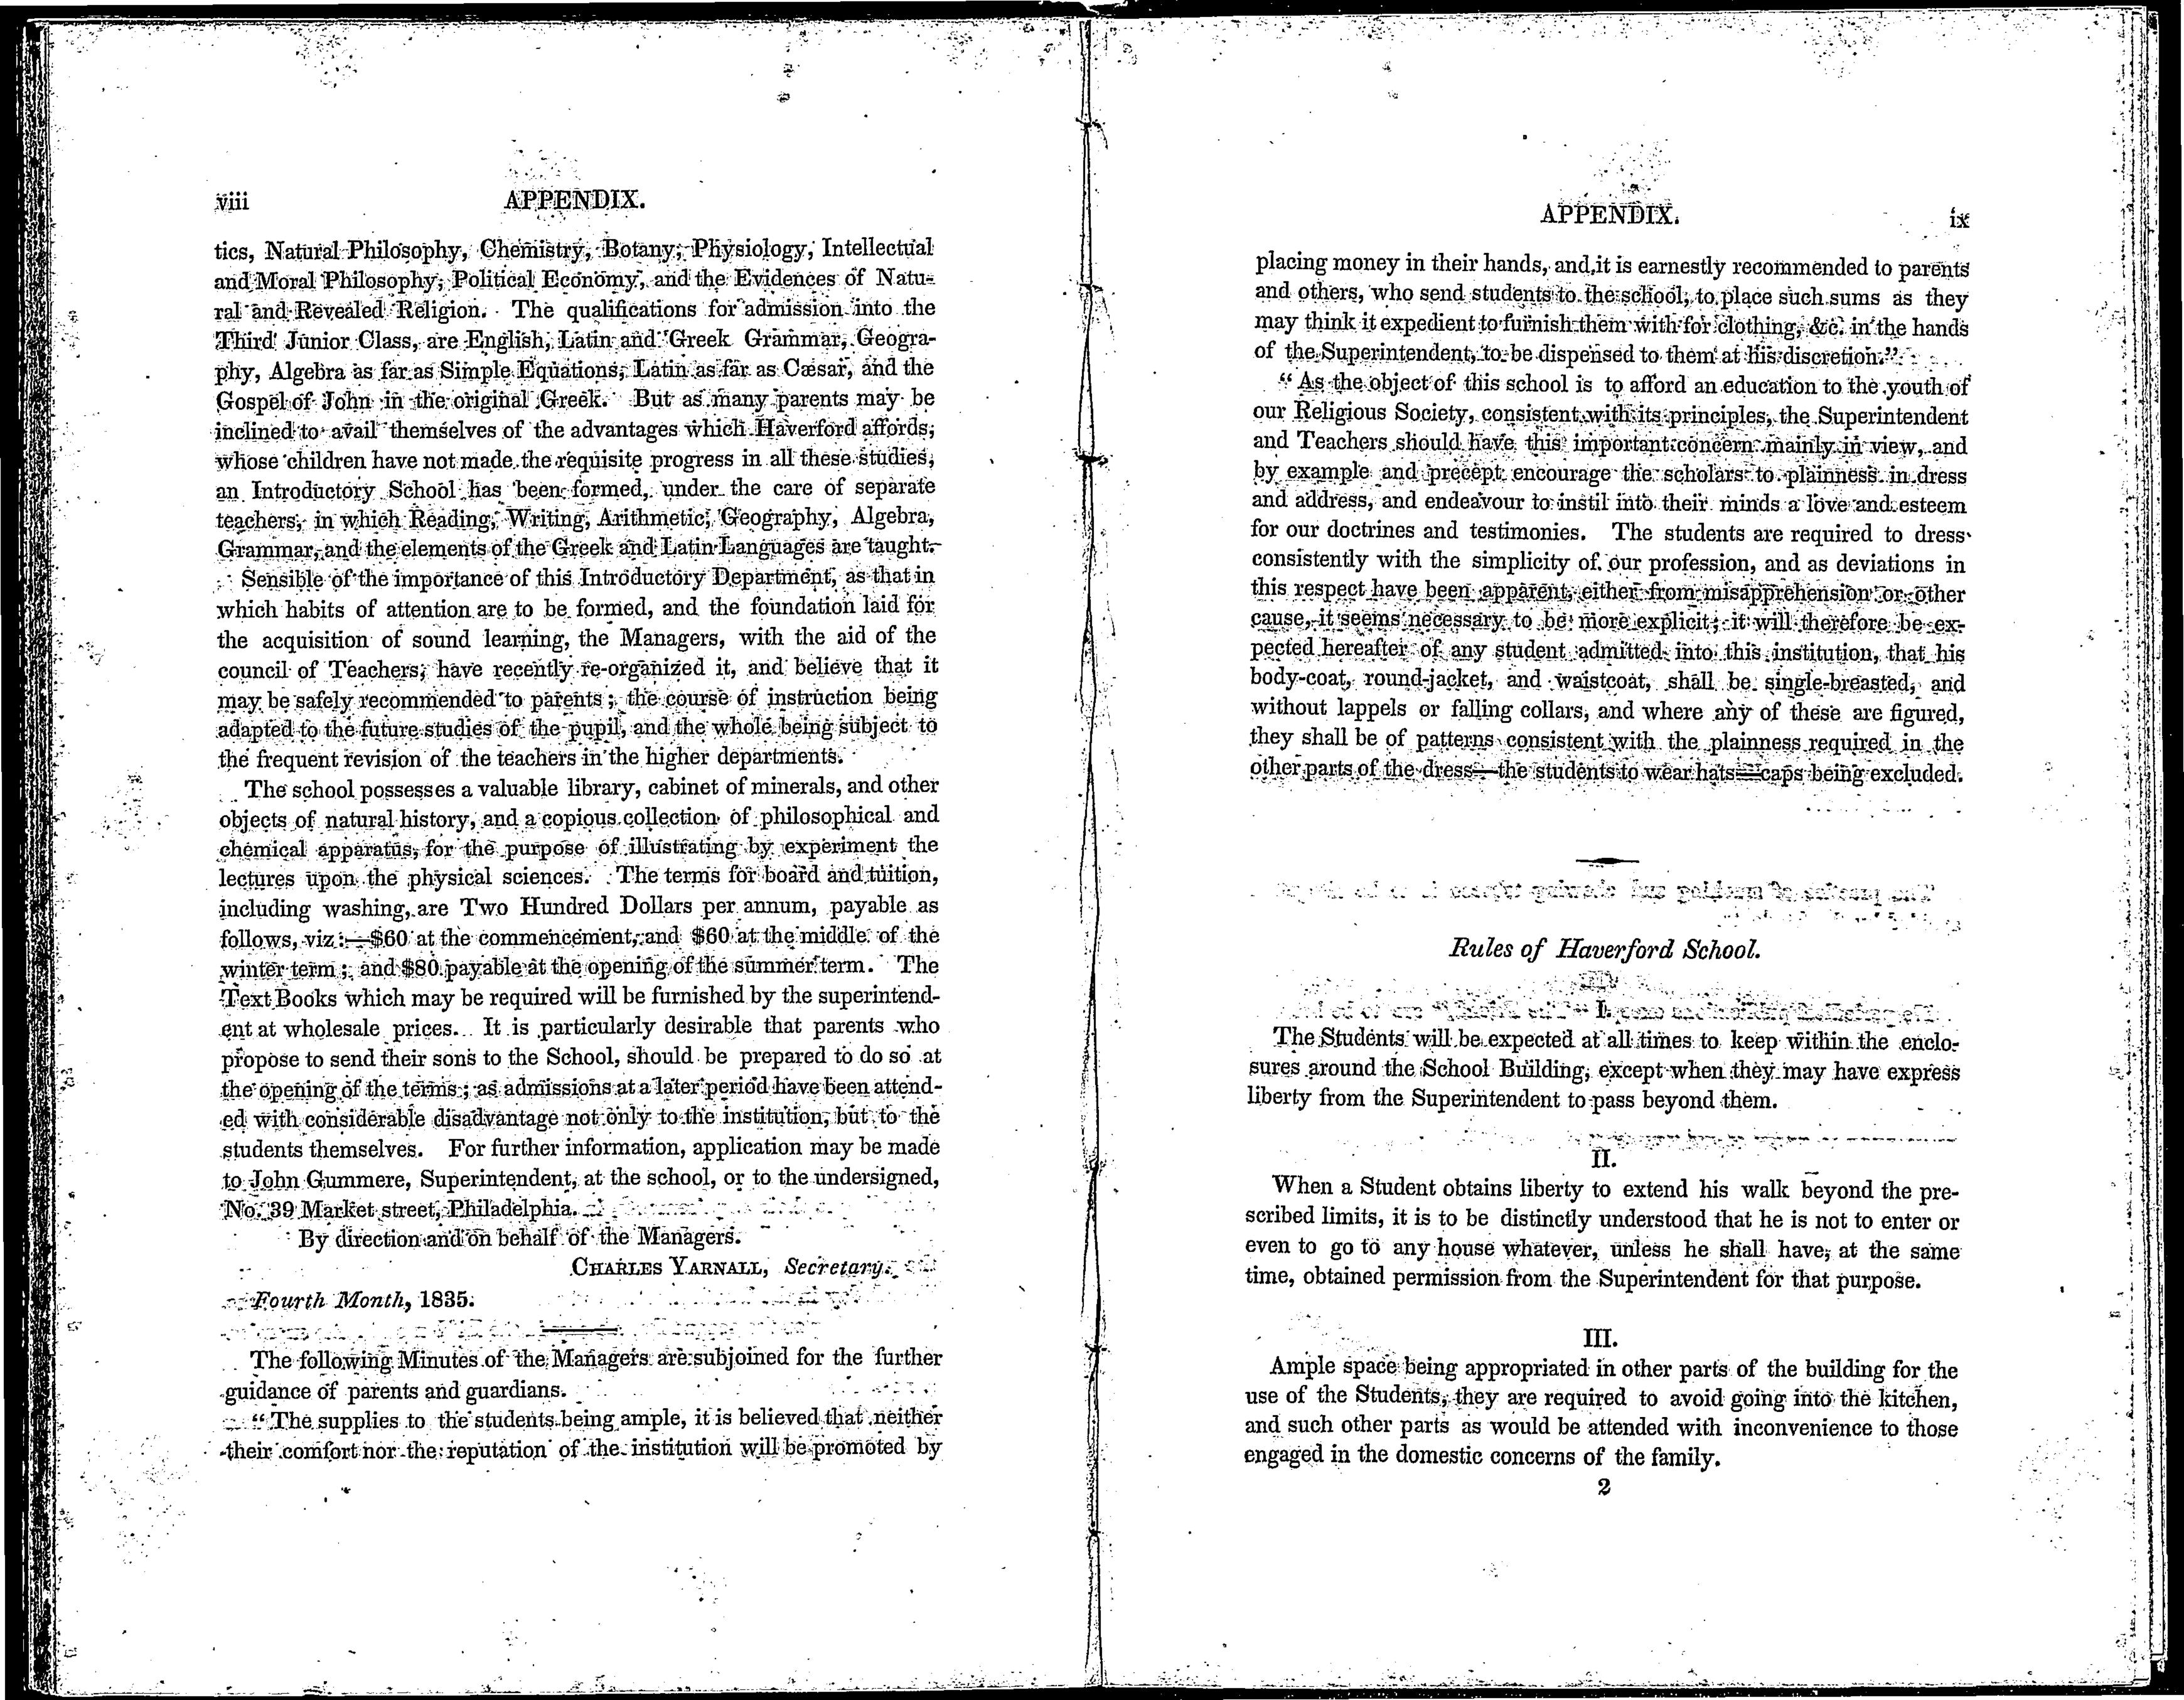 viii
APPENDIX.
tics, Natural Philosophy, Chemistry, Botany, Physiology, Intellectual
and Moral Philosophy, Political Economy, and the Evidences of Natu-
ral and Revealed Religion. The qualifications for admission into the
Third Junior Class, are English, Latin and Greek Grammar, Geogra-
phy, Algebra as far as Simple Equations, Latin as far as Cæsar, and the
Gospel of John in the original Greek. But as many parents may be
inclined to avail themselves of the advantages which Haverford affords,
whose children have not made the requisite progress in all these studies,
an Introductory School has been formed, under the care of separate
teachers, in which Reading, Writing, Arithmetic, Geography, Algebra,
Grammar, and the elements of the Greek and Latin Languages are taught.
Sensible of the importance of this Introductory Department, as that in
which habits of attention are to be formed, and the foundation laid for
the acquisition of sound learning, the Managers, with the aid of the
council of Teachers, have recently re-organized it, and believe that it
may be safely recommended to parents; the course of instruction being
adapted to the future studies of the pupil, and the whole being subject to
the frequent revision of the teachers in the higher departments.
The school possesses a valuable library, cabinet of minerals, and other
objects of natural history, and a copious collection of philosophical and
chemical apparatus, for the purpose of illustrating by experiment the
lectures upon the physical sciences. The terms for board and tuition,
including washing, are Two Hundred Dollars per annum, payable as
follows, viz:—$60 at the commencement, and $60 at the middle of the
winter term; and $80 payable at the opening of the summer term. The
Text Books which may be required will be furnished by the superintend-
ent at wholesale prices. It is particularly desirable that parents who
propose to send their sons to the School, should be prepared to do so at
the opening of the terms; as admissions at a later period have been attend-
ed with considerable disadvantage not only to the institution, but to the
students themselves. For further information, application may be made
to John Gummere, Superintendent, at the school, or to the undersigned,
No. 39 Market street, Philadelphia.
By direction and on behalf of the Managers.
CHARLES YARNALL, Secretary.
Fourth Month, 1835.
The following Minutes of the Managers are subjoined for the further
guidance of parents and guardians.
"The supplies to the students being ample, it is believed that neither
their comfort nor the reputation of the institution will be promoted by
APPENDIX.
ix
placing money in their hands, and it is earnestly recommended to parents
and others, who send students to the school, to place such sums as they
may think it expedient to furnish them with for clothing, &c. in the hands
of the Superintendent, to be dispensed to them at his discretion."
"As the object of this school is to afford an education to the youth of
our Religious Society, consistent with its principles, the Superintendent
and Teachers should have this important concern mainly in view, and
by example and precept encourage the scholars to plainness in dress
and address, and endeavour to instil into their minds a love and esteem
for our doctrines and testimonies. The students are required to dress
consistently with the simplicity of our profession, and as deviations in
this respect have been apparent, either from misapprehension or other
cause, it seems necessary to be more explicit; it will therefore be ex-
pected hereafter of any student admitted into this institution, that his
body-coat, round-jacket, and waistcoat, shall be single-breasted, and
without lappels or falling collars, and where any of these are figured,
they shall be of patterns consistent with the plainness required in the
other parts of the dress—the students to wear hats—caps being excluded.
Rules of Haverford School.
I.
The Students will be expected at all times to keep within the enclo-
sures around the School Building, except when they may have express
liberty from the Superintendent to pass beyond them.
II.
When a Student obtains liberty to extend his walk beyond the pre-
scribed limits, it is to be distinctly understood that he is not to enter or
even to go to any house whatever, unless he shall have, at the same
time, obtained permission from the Superintendent for that purpose.
III.
Ample space being appropriated in other parts of the building for the
use of the Students, they are required to avoid going into the kitchen,
and such other parts as would be attended with inconvenience to those
engaged in the domestic concerns of the family.
2